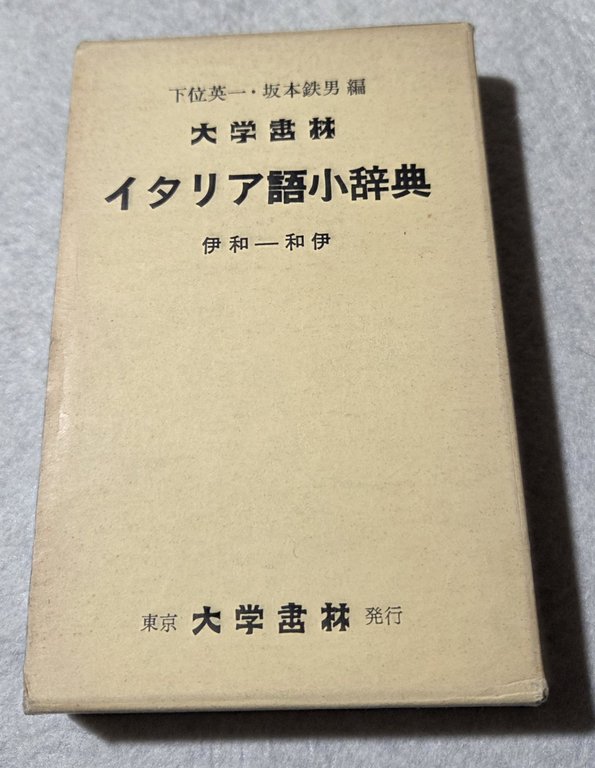 下位英一・坂本鉄男 編
大学書林
イタリア語小辞典
伊和―和伊
東京 大学書林 発行